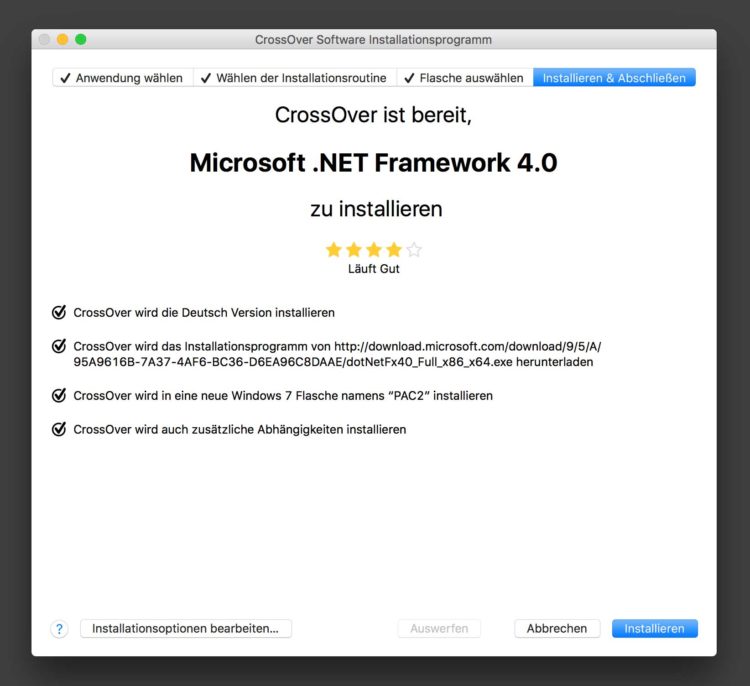 CrossOver Software Installationsprogramm
Anwendung wählen Wählen der Installationsroutine Flasche auswählen Installieren & Abschließen
CrossOver ist bereit,
Microsoft .NET Framework 4.0
zu installieren
Läuft Gut
CrossOver wird die Deutsch Version installieren
CrossOver wird das Installationsprogramm von http://download.microsoft.com/download/9/5/A/
95A9616B-7A37-4AF6-BC36-D6EA96C8DAAE/dotNetFx40_Full_x86_x64.exe herunterladen
CrossOver wird in eine neue Windows 7 Flasche namens “PAC2” installieren
CrossOver wird auch zusätzliche Abhängigkeiten installieren
? Installationsoptionen bearbeiten... Auswerfen Abbrechen Installieren